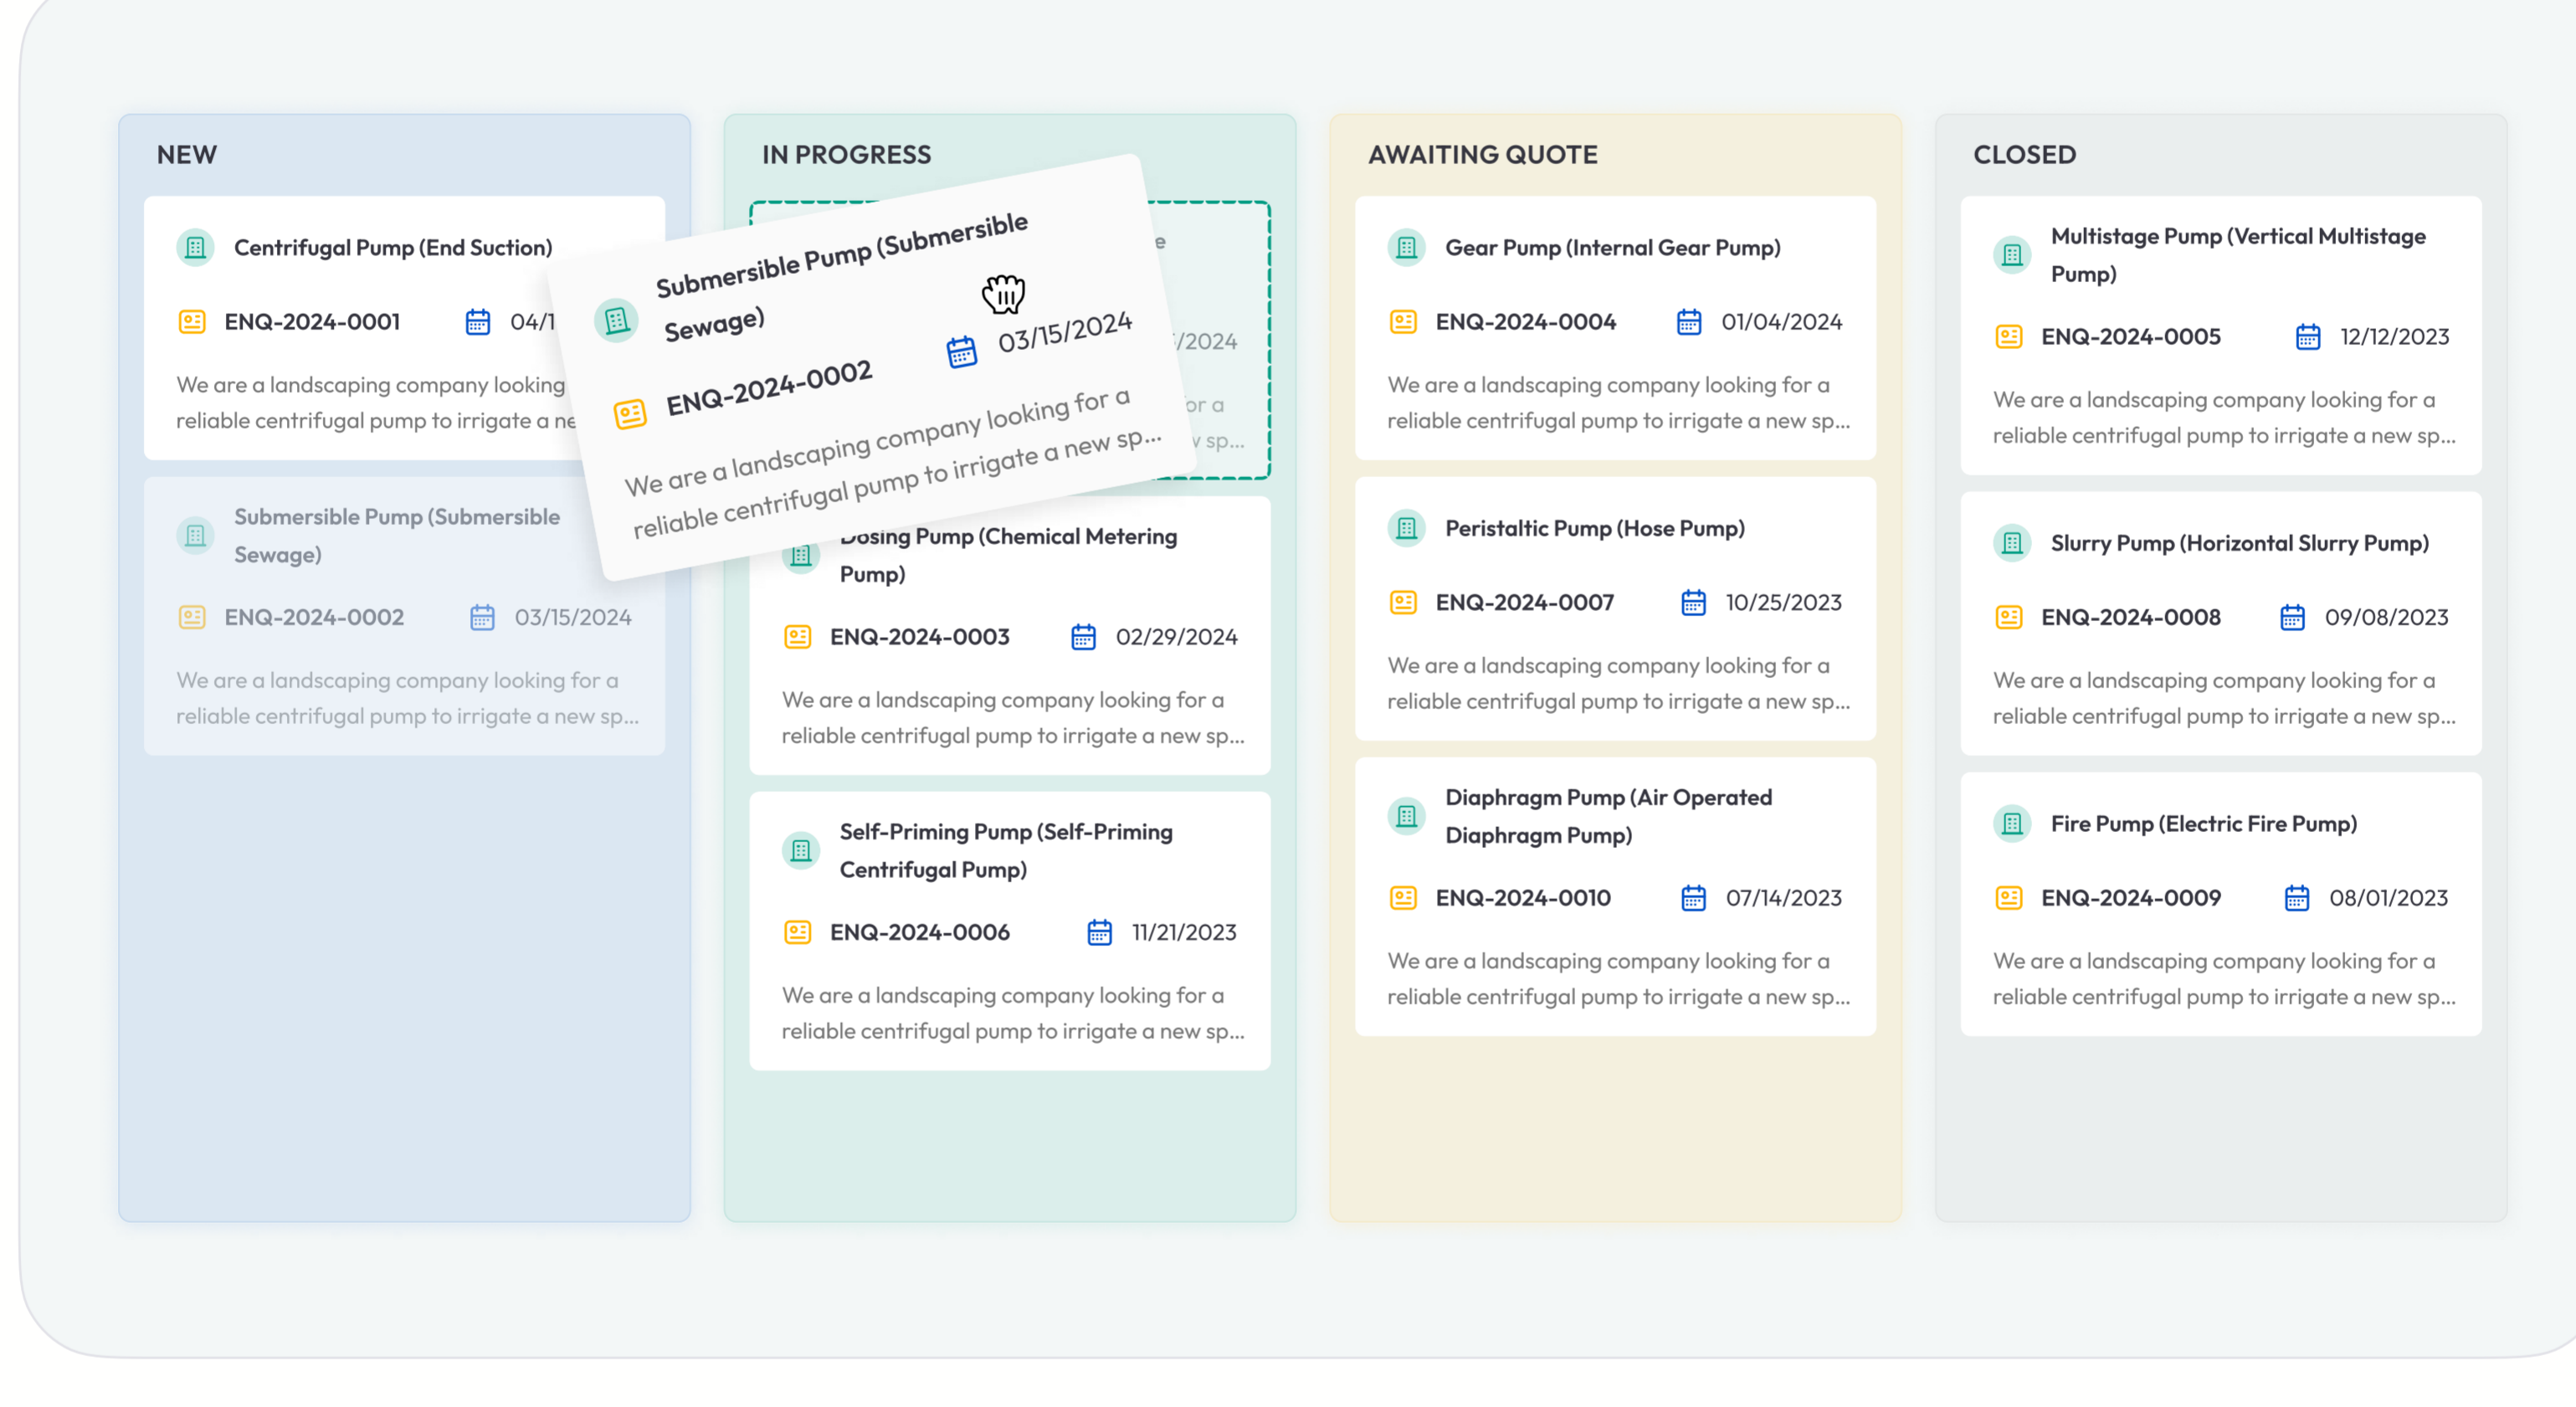 NEW
Centrifugal Pump (End Suction)
ENQ-2024-0001 04/1
We are a landscaping company looking
reliable centrifugal pump to irrigate a ne
Submersible Pump (Submersible
Sewage)
ENQ-2024-0002 03/15/2024
We are a landscaping company looking for a
reliable centrifugal pump to irrigate a new sp...
IN PROGRESS
Submersible Pump (Submersible
Sewage)
ENQ-2024-0002 03/15/2024
We are a landscaping company looking for a
reliable centrifugal pump to irrigate a new sp...
e
/2024
or a
sp...
Dosing Pump (Chemical Metering
Pump)
ENQ-2024-0003 02/29/2024
We are a landscaping company looking for a
reliable centrifugal pump to irrigate a new sp...
Self-Priming Pump (Self-Priming
Centrifugal Pump)
ENQ-2024-0006 11/21/2023
We are a landscaping company looking for a
reliable centrifugal pump to irrigate a new sp...
AWAITING QUOTE
Gear Pump (Internal Gear Pump)
ENQ-2024-0004 01/04/2024
We are a landscaping company looking for a
reliable centrifugal pump to irrigate a new sp...
Peristaltic Pump (Hose Pump)
ENQ-2024-0007 10/25/2023
We are a landscaping company looking for a
reliable centrifugal pump to irrigate a new sp...
Diaphragm Pump (Air Operated
Diaphragm Pump)
ENQ-2024-0010 07/14/2023
We are a landscaping company looking for a
reliable centrifugal pump to irrigate a new sp...
CLOSED
Multistage Pump (Vertical Multistage
Pump)
ENQ-2024-0005 12/12/2023
We are a landscaping company looking for a
reliable centrifugal pump to irrigate a new sp...
Slurry Pump (Horizontal Slurry Pump)
ENQ-2024-0008 09/08/2023
We are a landscaping company looking for a
reliable centrifugal pump to irrigate a new sp...
Fire Pump (Electric Fire Pump)
ENQ-2024-0009 08/01/2023
We are a landscaping company looking for a
reliable centrifugal pump to irrigate a new sp...